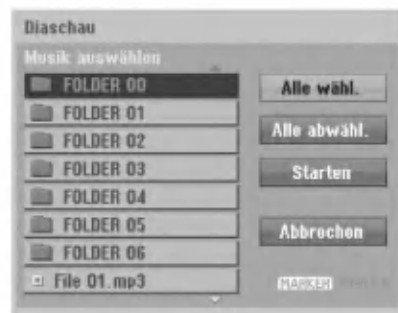 Diaschau
Musik auswählen
FOLDER 00
FOLDER 01
FOLDER 02
FOLDER 03
FOLDER 04
FOLDER 05
FOLDER 06
File 01.mp3
Alle wähl.
Alle abwähl.
Starten
Abbrechen
MARKER